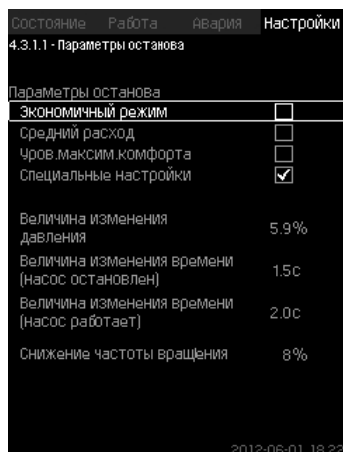 Состояние Работа Авария Настройки
4.3.1.1 - Параметры останова
Параметры останова
Экономичный режим
Средний расход
Уров.максим.комфорта
Специальные настройки
Величина изменения
давления 5.9%
Величина изменения времени
(насос остановлен) 1.5с
Величина изменения времени
(насос работает) 2.0с
Снижение частоты вращения 8%
2012-06-01 18:22